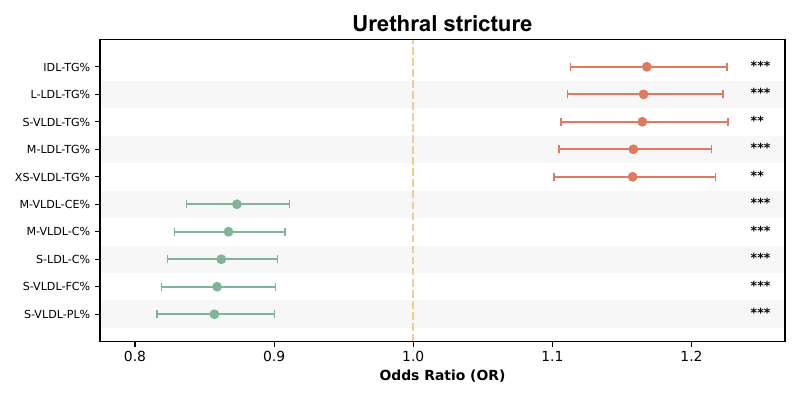 Urethral stricture
IDL-TG% ***
L-LDL-TG% ***
S-VLDL-TG% **
M-LDL-TG% ***
XS-VLDL-TG% **
M-VLDL-CE% ***
M-VLDL-C% ***
S-LDL-C% ***
S-VLDL-FC% ***
S-VLDL-PL% ***
0.8 0.9 1.0 1.1 1.2
Odds Ratio (OR)